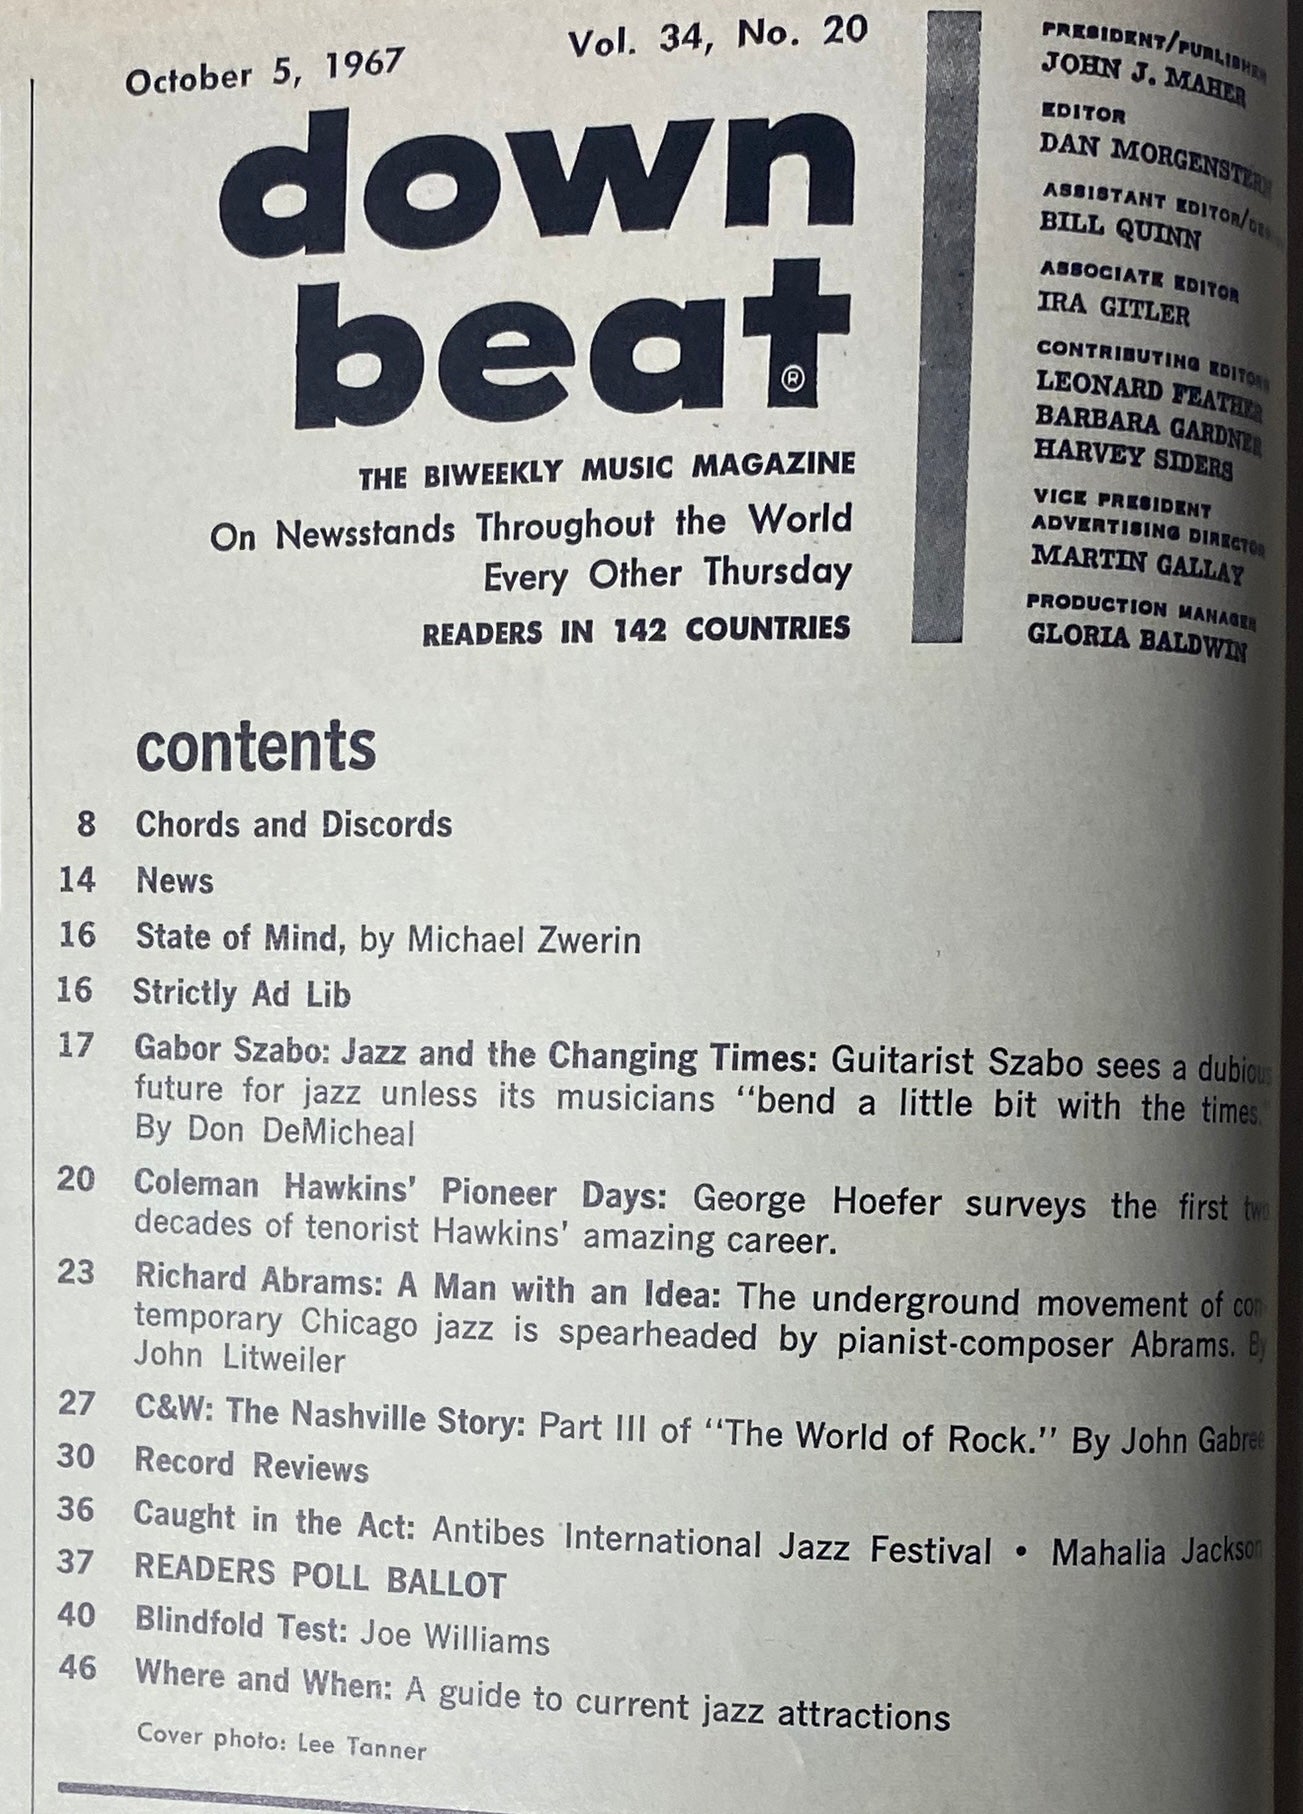 October 5, 1967
Vol. 34, No. 20
down
beat
®
THE BIWEEKLY MUSIC MAGAZINE
On Newsstands Throughout the World
Every Other Thursday
READERS IN 142 COUNTRIES
PRESIDENT/PUBLISHER
JOHN J. MAHER
EDITOR
DAN MORGENSTERN
ASSISTANT EDITOR/
BILL QUINN
ASSOCIATE EDITOR
IRA GITLER
CONTRIBUTING EDITORS
LEONARD FEATHER
BARBARA GARDNER
HARVEY SIDERS
VICE PRESIDENT
ADVERTISING DIRECTOR
MARTIN GALLAY
PRODUCTION MANAGER
GLORIA BALDWIN
contents
8 Chords and Discords
14 News
16 State of Mind, by Michael Zwerin
16 Strictly Ad Lib
17 Gabor Szabo: Jazz and the Changing Times: Guitarist Szabo sees a dubious
future for jazz unless its musicians “bend a little bit with the times.”
By Don DeMicheal
20 Coleman Hawkins’ Pioneer Days: George Hoefer surveys the first two
decades of tenorist Hawkins’ amazing career.
23 Richard Abrams: A Man with an Idea: The underground movement of con-
temporary Chicago jazz is spearheaded by pianist-composer Abrams. By
John Litweiler
27 C&W: The Nashville Story: Part III of “The World of Rock.” By John Gabree
30 Record Reviews
36 Caught in the Act: Antibes International Jazz Festival • Mahalia Jackson
37 READERS POLL BALLOT
40 Blindfold Test: Joe Williams
46 Where and When: A guide to current jazz attractions
Cover photo: Lee Tanner